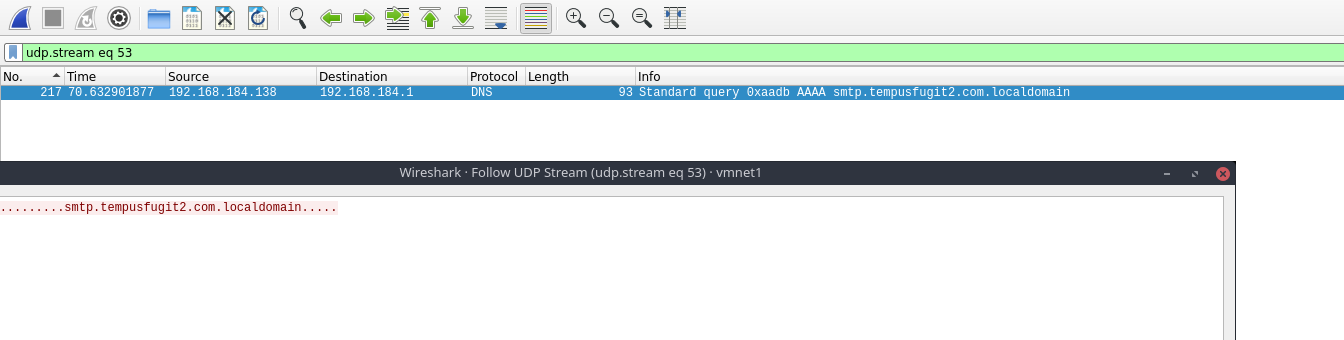 udp.stream eq 53
No. Time Source Destination Protocol Length Info
217 70.632901877 192.168.184.138 192.168.184.1 DNS 93 Standard query 0xaadb AAAA smtp.tempusfugit2.com.localdomain
Wireshark · Follow UDP Stream (udp.stream eq 53) · vmnet1
.........smtp.tempusfugit2.com.localdomain.....